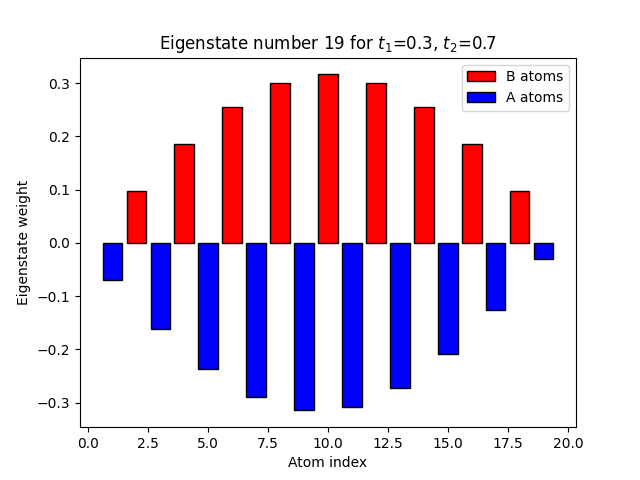 Eigenstate number 19 for t₁=0.3, t₂=0.7
B atoms
A atoms
Eigenstate weight
0.3
0.2
0.1
0.0
−0.1
−0.2
−0.3
0.0 2.5 5.0 7.5 10.0 12.5 15.0 17.5 20.0
Atom index